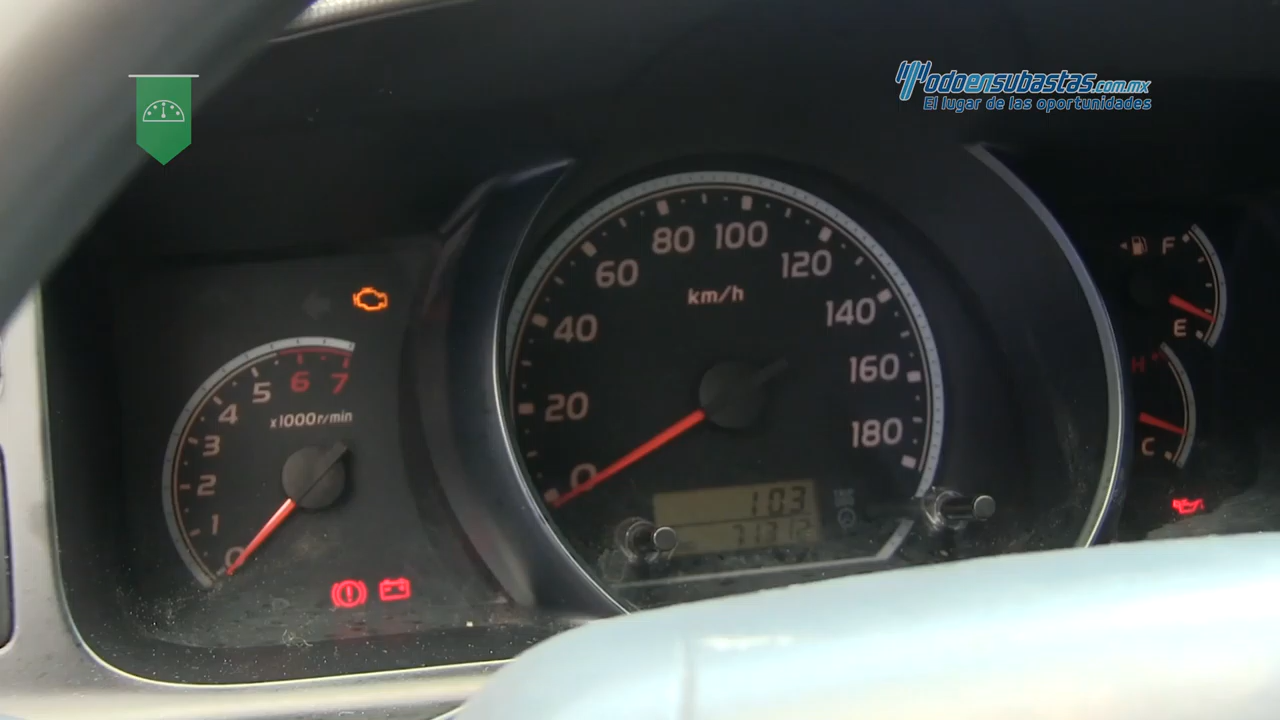 Todoensubastas.com.mx
El lugar de las oportunidades
0
1
2
3
4
5
6
7
x1000r/min
0
20
40
60
80
100
120
140
160
180
km/h
103
71312
F
E
H
C